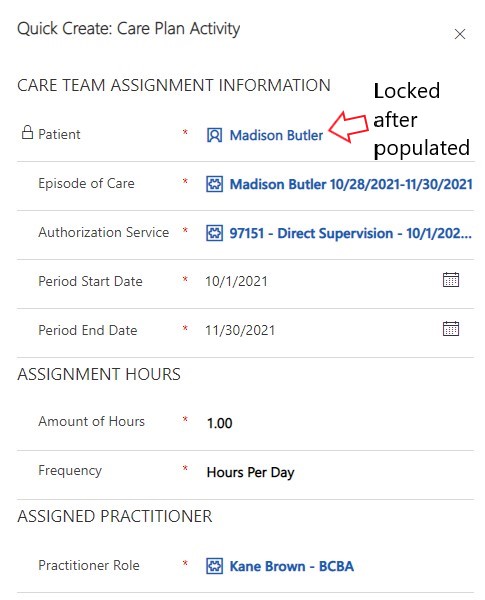 Quick Create: Care Plan Activity
CARE TEAM ASSIGNMENT INFORMATION
Patient * Madison Butler
Locked
after
populated
Episode of Care * Madison Butler 10/28/2021-11/30/2021
Authorization Service * 97151 - Direct Supervision - 10/1/202...
Period Start Date * 10/1/2021
Period End Date * 11/30/2021
ASSIGNMENT HOURS
Amount of Hours * 1.00
Frequency * Hours Per Day
ASSIGNED PRACTITIONER
Practitioner Role * Kane Brown - BCBA